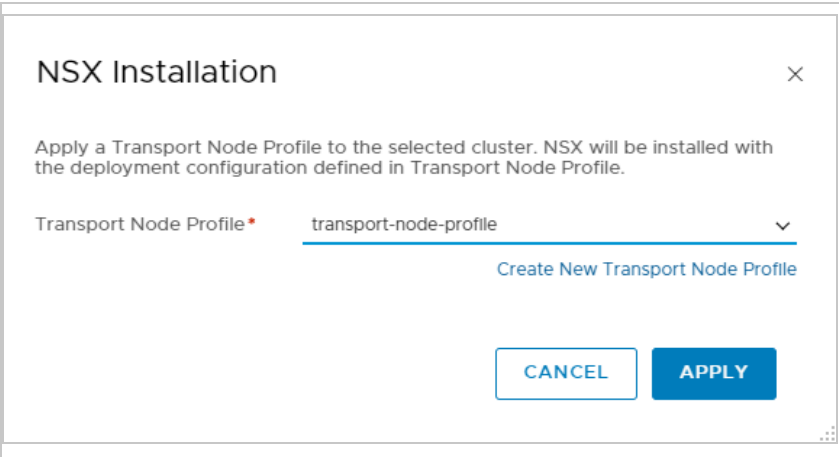 NSX Installation
Apply a Transport Node Profile to the selected cluster. NSX will be installed with
the deployment configuration defined in Transport Node Profile.
Transport Node Profile* transport-node-profile
Create New Transport Node Profile
CANCEL APPLY